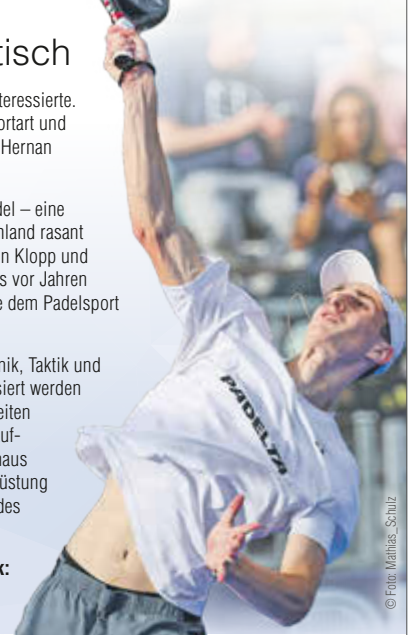 tisch
teressierte.
ortart und
Hernan
del – eine
hland rasant
n Klopp und
s vor Jahren
e dem Padelsport
nik, Taktik und
siert werden
eiten
uf-
haus
üstung
des
k:
PADELTA
© Foto: Mathias_Schulz